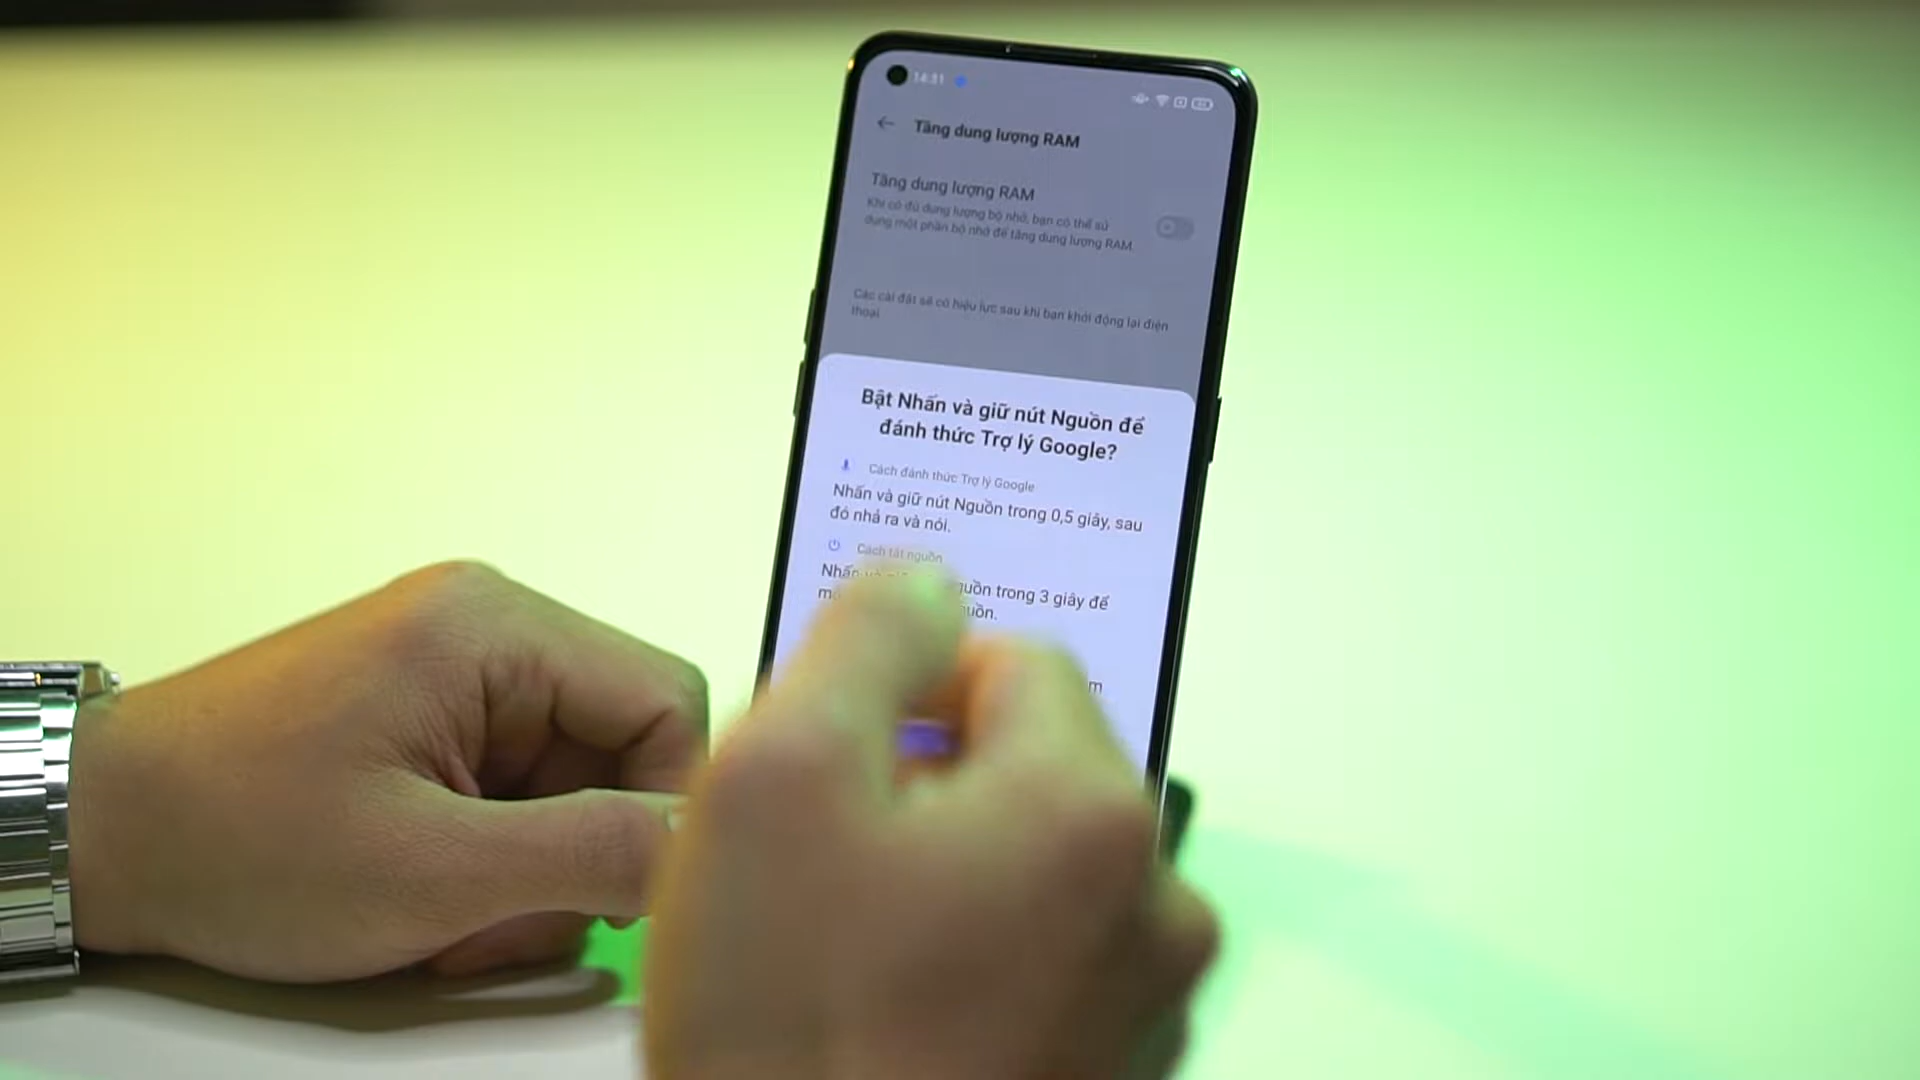 14:31
Tăng dung lượng RAM
Tăng dung lượng RAM
Khi có đủ dung lượng bộ nhớ, bạn có thể sử
dụng một phần bộ nhớ để tăng dung lượng RAM.
Các cài đặt sẽ có hiệu lực sau khi bạn khởi động lại điện
thoại
Bật Nhấn và giữ nút Nguồn để
đánh thức Trợ lý Google?
Cách đánh thức Trợ lý Google
Nhấn và giữ nút Nguồn trong 0,5 giây, sau
đó nhả ra và nói.
Cách tắt nguồn
Nhấn trong 3 giây để